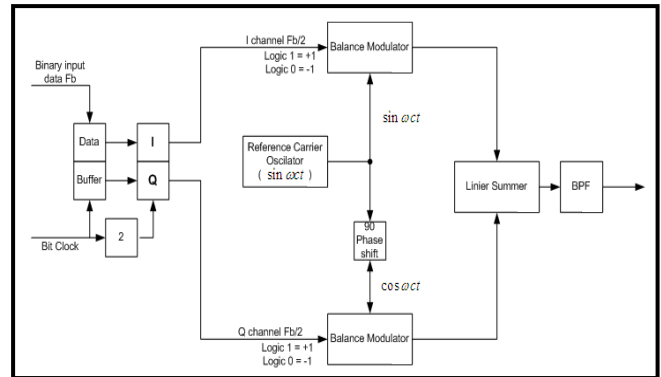 I channel Fb/2
Logic 1 = +1
Logic 0 = -1
Balance Modulator
Binary input
data Fb
sin ωct
Data
I
Buffer
Q
Reference Carrier
Oscilator
( sin ωct )
Linier Summer
BPF
2
Bit Clock
90
Phase
shift
cos ωct
Q channel Fb/2
Logic 1 = +1
Logic 0 = -1
Balance Modulator